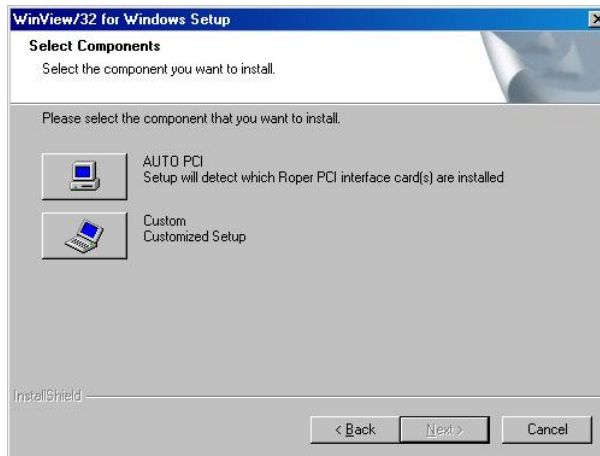 WinView/32 for Windows Setup
Select Components
Select the component you want to install.
Please select the component that you want to install.
AUTO PCI
Setup will detect which Roper PCI interface card(s) are installed
Custom
Customized Setup
InstallShield
< Back Next > Cancel